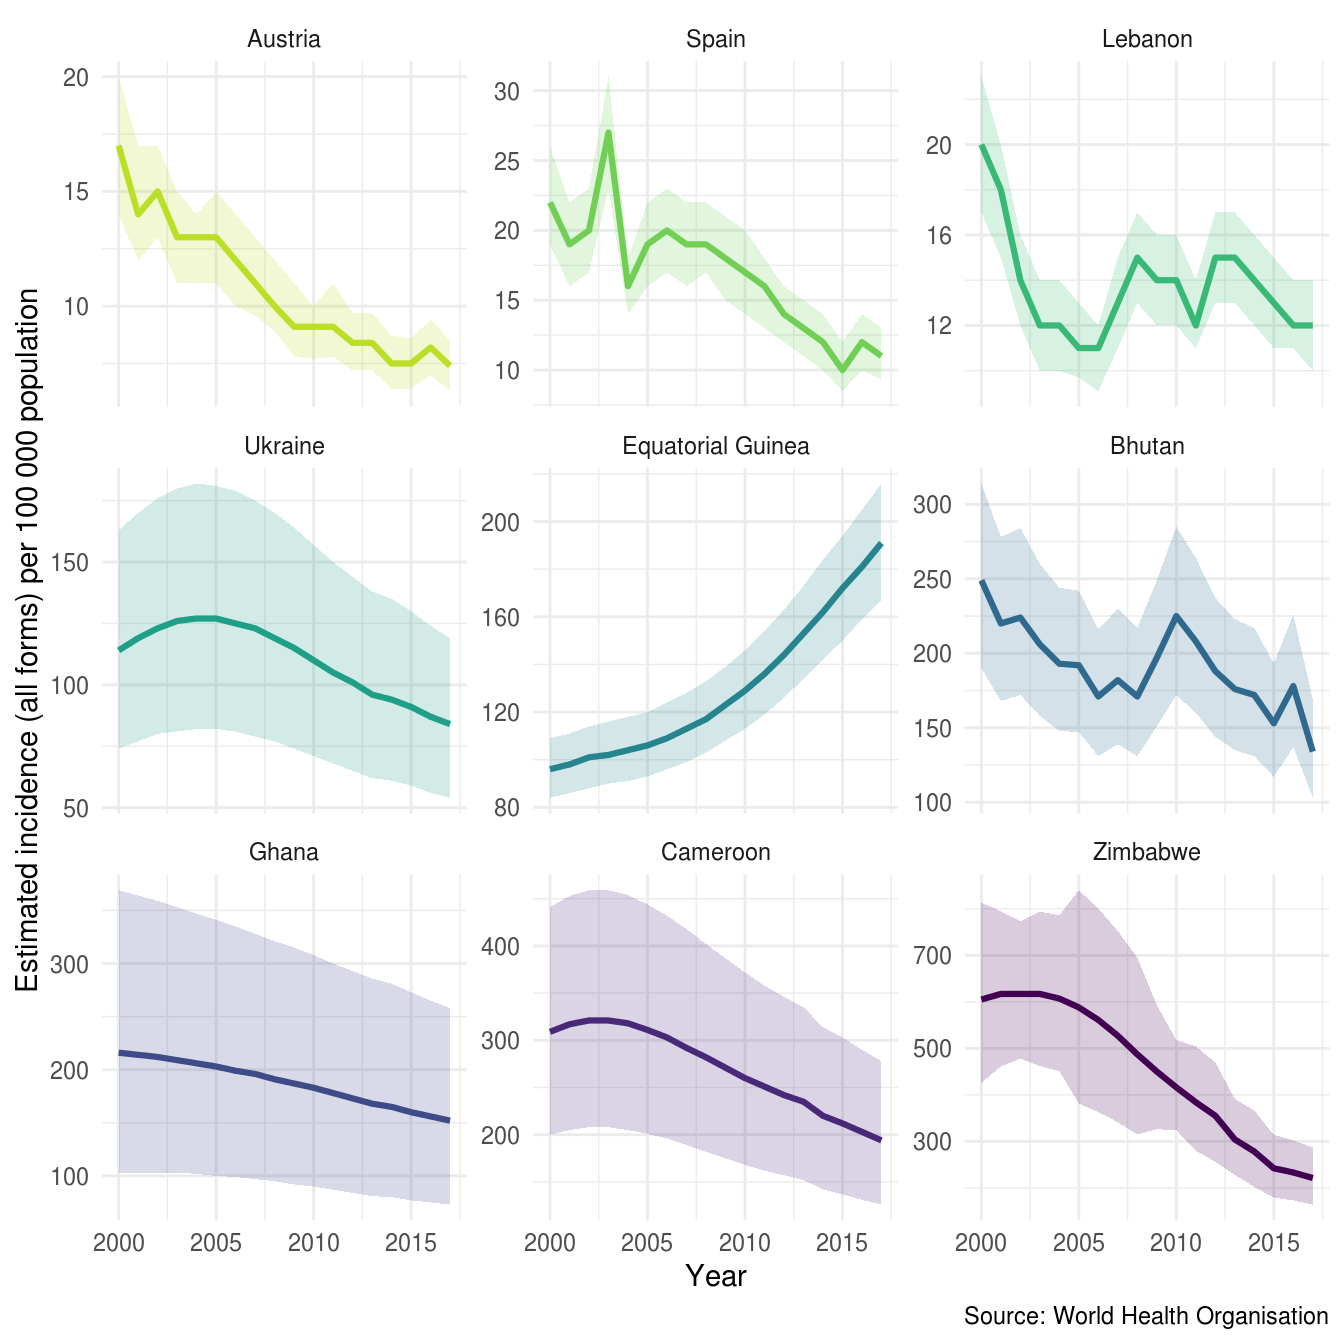 Austria
Spain
Lebanon
20
15
10
30
25
20
15
10
20
16
12
Ukraine
Equatorial Guinea
Bhutan
150
100
50
200
160
120
80
300
250
200
150
100
Ghana
Cameroon
Zimbabwe
300
200
100
400
300
200
700
500
300
2000 2005 2010 2015
2000 2005 2010 2015
2000 2005 2010 2015
Estimated incidence (all forms) per 100 000 population
Year
Source: World Health Organisation